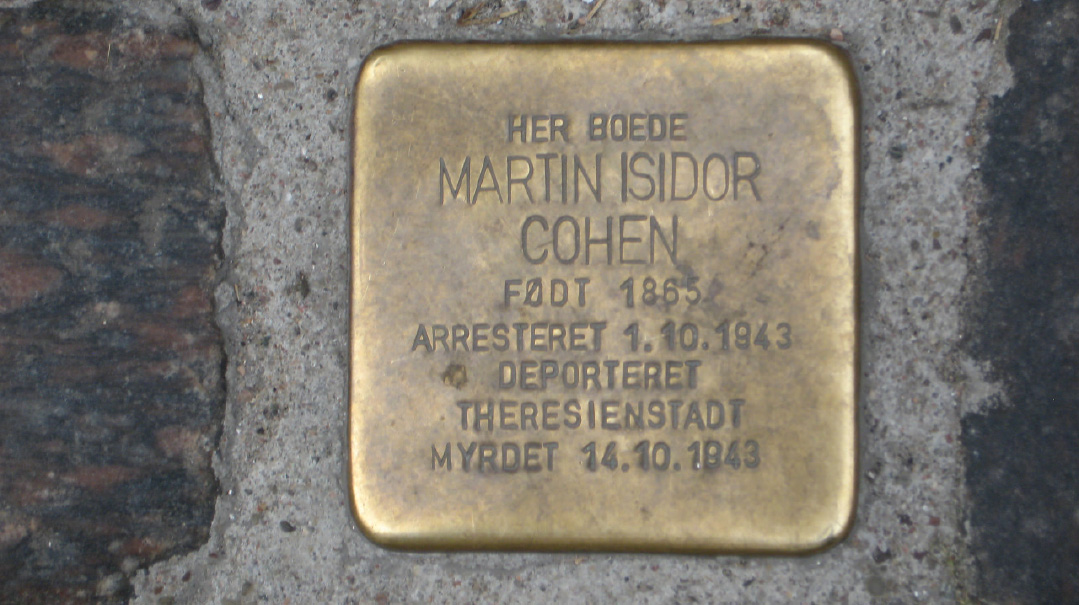 HER BOEDE
MARTIN ISIDOR
COHEN
FØDT 1865
ARRESTERET 1.10.1943
DEPORTERET
THERESIENSTADT
MYRDET 14.10.1943